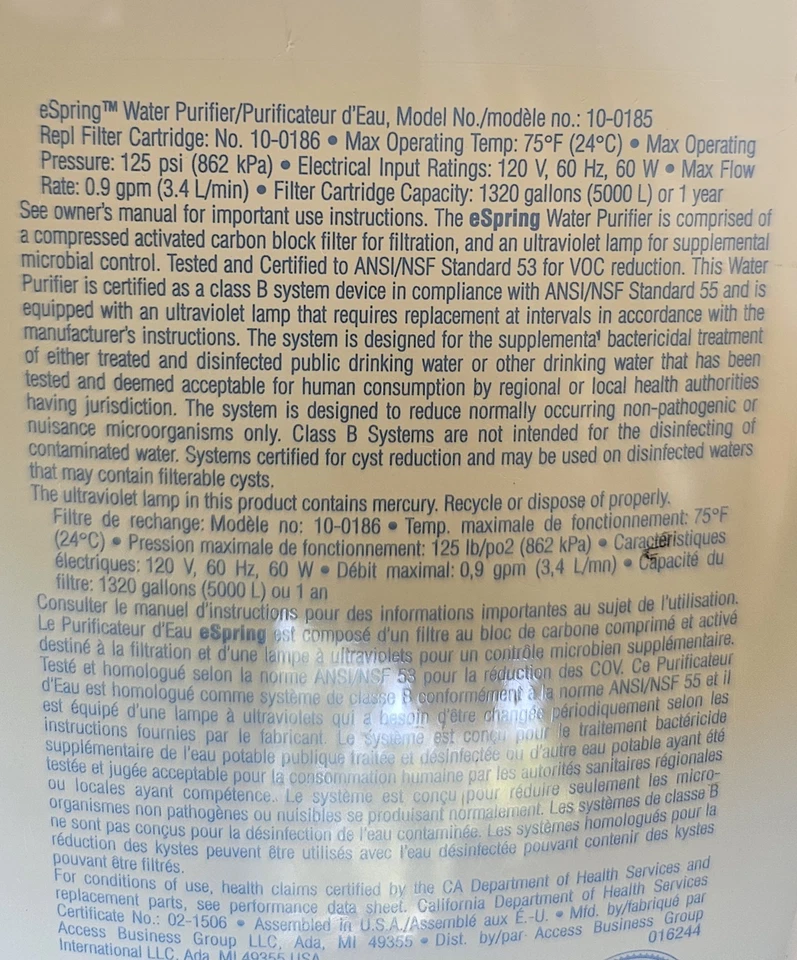 eSpring™ Water Purifier/Purificateur d'Eau, Model No./modèle no.: 10-0185
Repl Filter Cartridge: No. 10-0186 • Max Operating Temp: 75°F (24°C) • Max Operating
Pressure: 125 psi (862 kPa) • Electrical Input Ratings: 120 V, 60 Hz, 60 W • Max Flow
Rate: 0.9 gpm (3.4 L/min) • Filter Cartridge Capacity: 1320 gallons (5000 L) or 1 year
See owner's manual for important use instructions. The eSpring Water Purifier is comprised of
a compressed activated carbon block filter for filtration, and an ultraviolet lamp for supplemental
microbial control. Tested and Certified to ANSI/NSF Standard 53 for VOC reduction. This Water
Purifier is certified as a class B system device in compliance with ANSI/NSF Standard 55 and is
equipped with an ultraviolet lamp that requires replacement at intervals in accordance with the
manufacturer's instructions. The system is designed for the supplemental bactericidal treatment
of either treated and disinfected public drinking water or other drinking water that has been
tested and deemed acceptable for human consumption by regional or local health authorities
having jurisdiction. The system is designed to reduce normally occurring non-pathogenic or
nuisance microorganisms only. Class B Systems are not intended for the disinfecting of
contaminated water. Systems certified for cyst reduction and may be used on disinfected waters
that may contain filterable cysts.
The ultraviolet lamp in this product contains mercury. Recycle or dispose of properly.
Filtre de rechange: Modèle no: 10-0186 • Temp. maximale de fonctionnement: 75°F
(24°C) • Pression maximale de fonctionnement: 125 lb/po2 (862 kPa) • Caractéristiques
électriques: 120 V, 60 Hz, 60 W • Débit maximal: 0,9 gpm (3,4 L/mn) • Capacité du
filtre: 1320 gallons (5000 L) ou 1 an
Consulter le manuel d'instructions pour des informations importantes au sujet de l'utilisation.
Le Purificateur d'Eau eSpring est composé d'un filtre au bloc de carbone comprimé et activé
destiné à la filtration et d'une lampe à ultraviolets pour un contrôle microbien supplémentaire.
Testé et homologué selon la norme ANSI/NSF 53 pour la réduction des COV. Ce Purificateur
d'Eau est homologué comme système de classe B conformément à la norme ANSI/NSF 55 et il
est équipé d'une lampe à ultraviolets qui a besoin d'être changée périodiquement selon les
instructions fournies par le fabricant. Le système est conçu pour le traitement bactéricide
supplémentaire de l'eau potable publique traitée et désinfectée ou d'autre eau potable ayant été
testée et jugée acceptable pour la consommation humaine par les autorités sanitaires régionales
ou locales ayant compétence. Le système est conçu pour réduire seulement les micro-
organismes non pathogènes ou nuisibles se produisant normalement. Les systèmes de classe B
ne sont pas conçus pour la désinfection de l'eau contaminée. Les systèmes homologués pour la
réduction des kystes peuvent être utilisés avec l'eau désinfectée pouvant contenir des kystes
pouvant être filtrés.
For conditions of use, health claims certified by the CA Department of Health Services and
replacement parts, see performance data sheet. California Department of Health Services
Certificate No.: 02-1506 • Assembled in U.S.A./Assemblé aux É.-U. • Mfd. by/fabriqué par
Access Business Group LLC, Ada, MI 49355 • Dist. by/par Access Business Group
International LLC, Ada, MI 49355 USA 016244